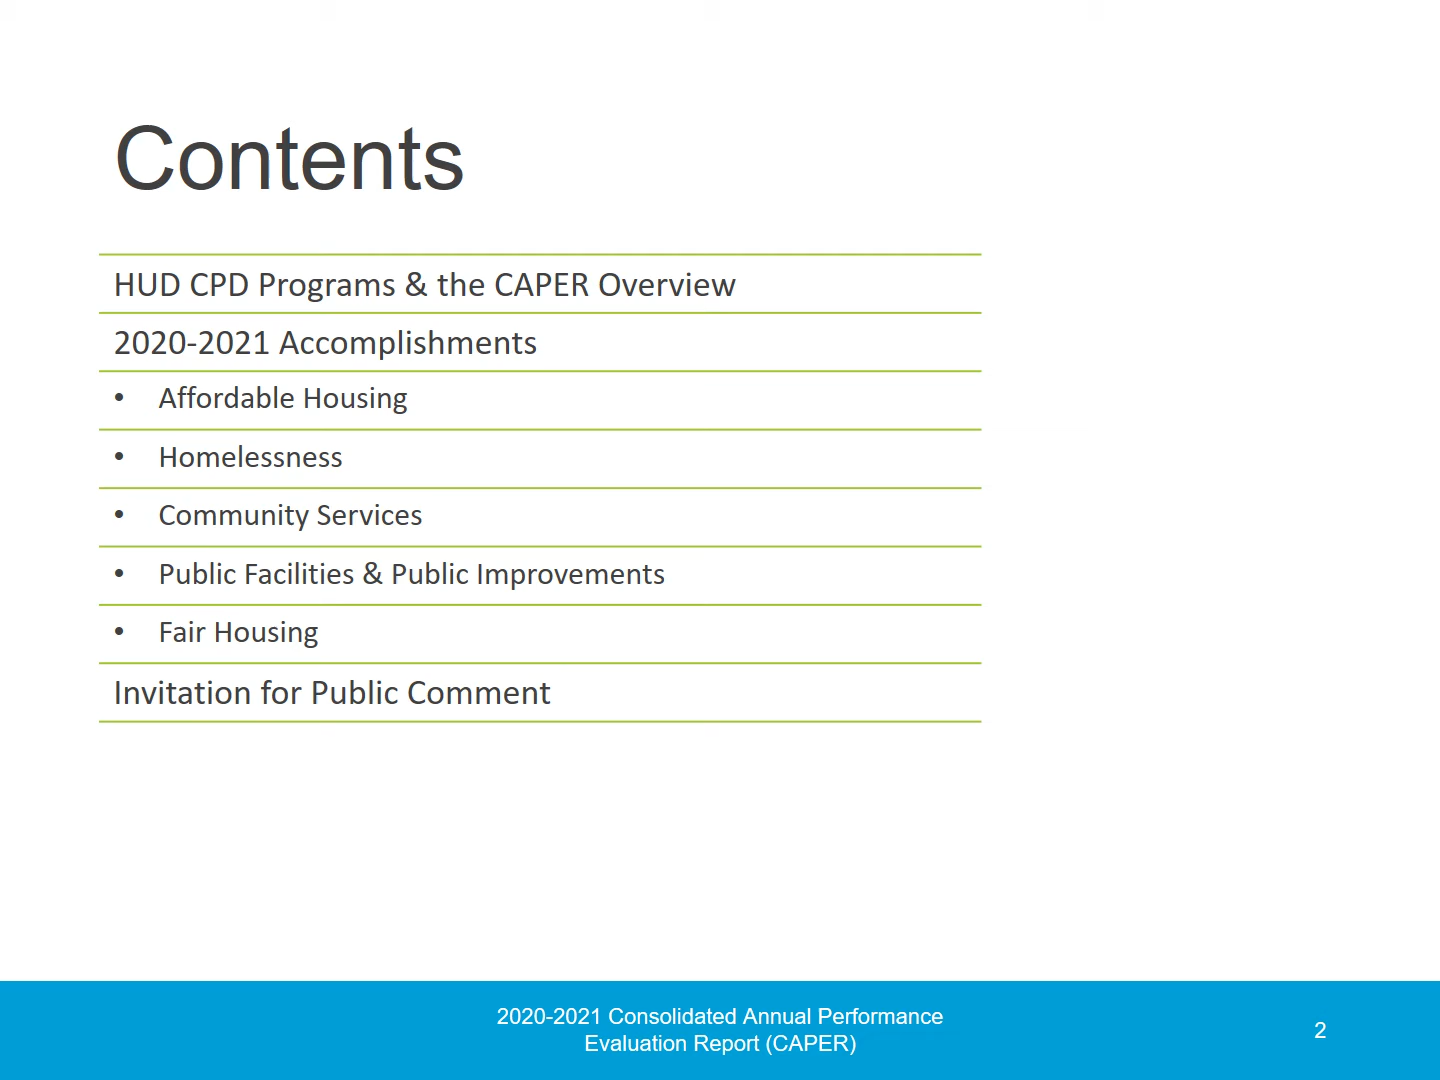 Contents
HUD CPD Programs & the CAPER Overview
2020-2021 Accomplishments
• Affordable Housing
• Homelessness
• Community Services
• Public Facilities & Public Improvements
• Fair Housing
Invitation for Public Comment
2020-2021 Consolidated Annual Performance
Evaluation Report (CAPER)
2